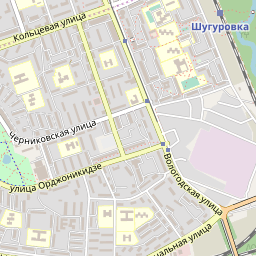 Кольцевая улица
Шугуровка
Черниковская улица
улица Орджоникидзе
Вологодская улица
альная улица